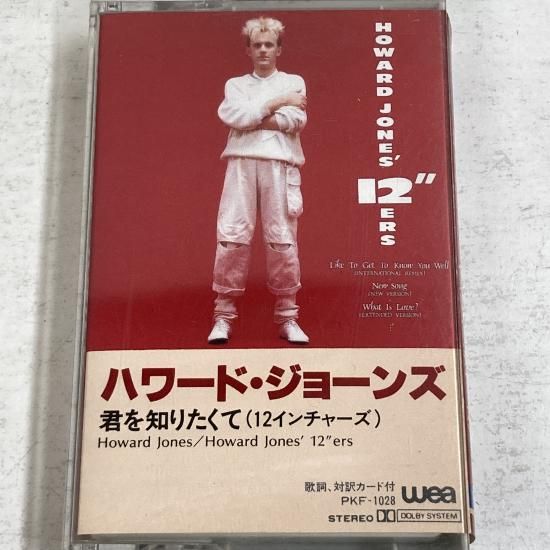 HOWARD JONES'
12"
ERS
Like To Get To Know You Well
(INTERNATIONAL REMIX)
New Song
(NEW VERSION)
What Is Love?
(EXTENDED VERSION)
ハワード・ジョーンズ
君を知りたくて(12インチャーズ)
Howard Jones/Howard Jones' 12"ers
歌詞、対訳カード付
PKF-1028
wea
STEREO DOLBY SYSTEM